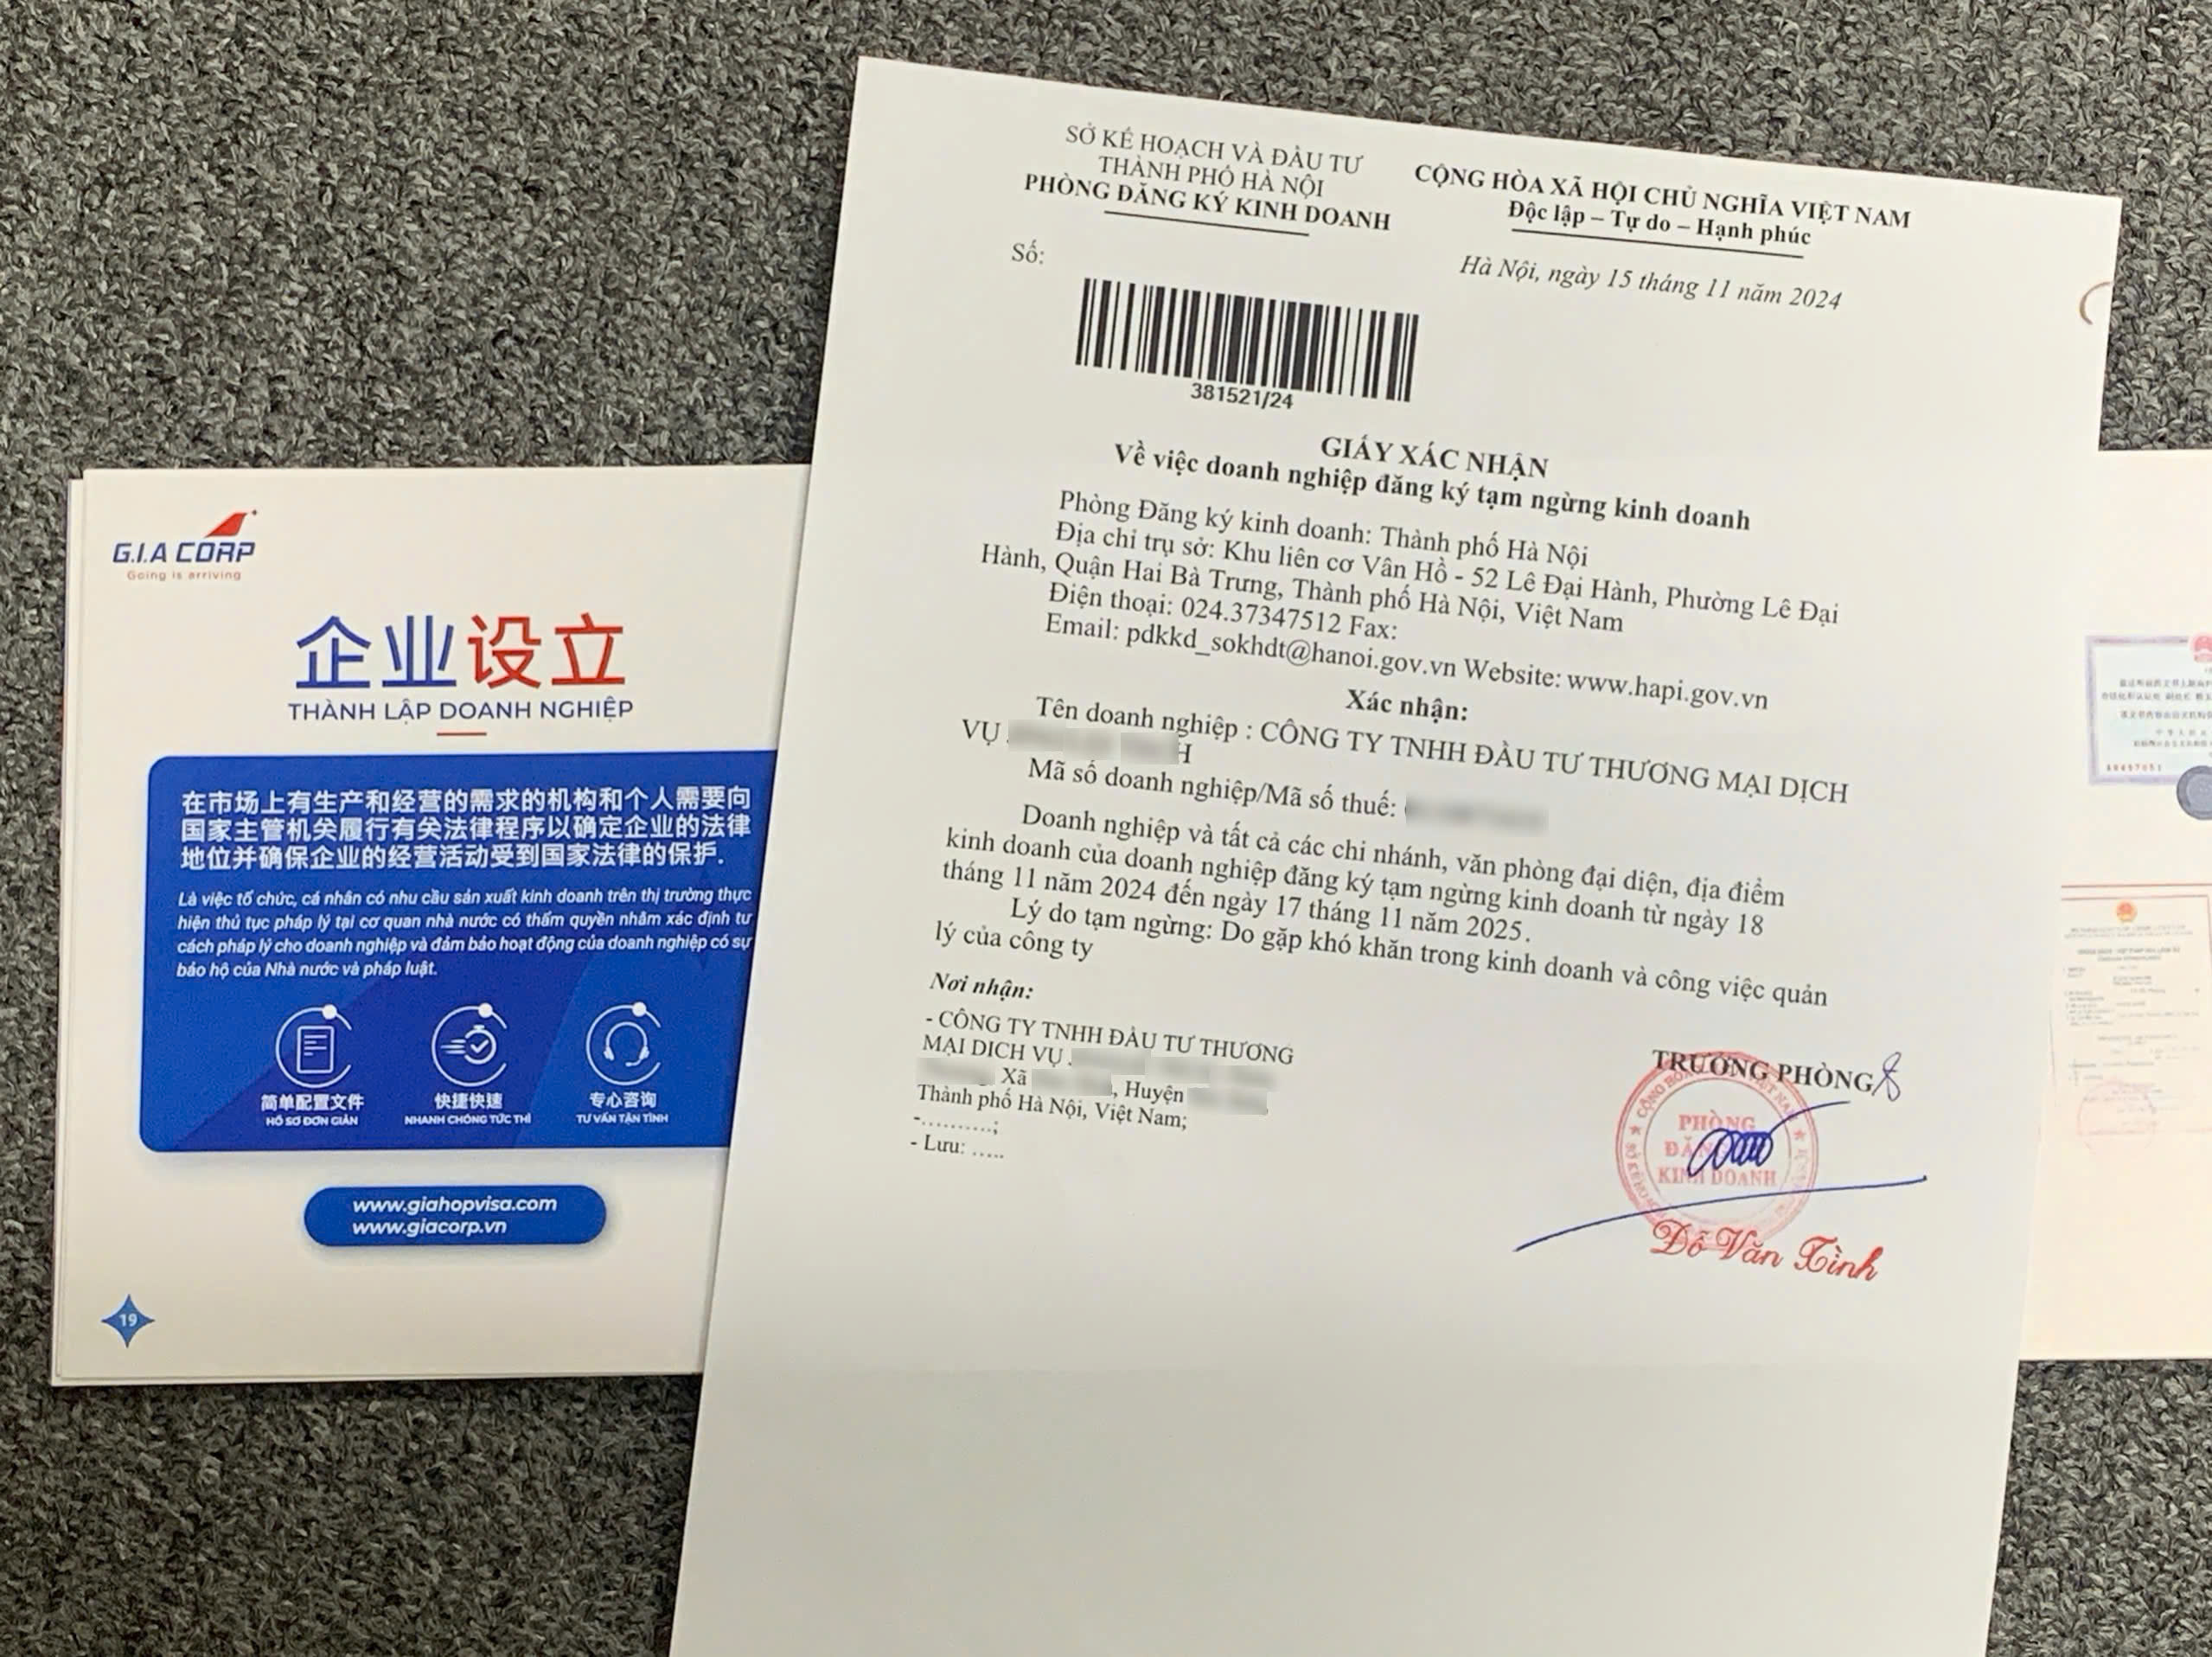 G.I.A CORP
Going is arriving
企业设立
THÀNH LẬP DOANH NGHIỆP
在市场上有生产和经营的需求的机构和个人需要向
国家主管机关履行有关法律程序以确定企业的法律
地位并确保企业的经营活动受到国家法律的保护.
Là việc tổ chức, cá nhân có nhu cầu sản xuất kinh doanh trên thị trường thực
hiện thủ tục pháp lý tại cơ quan nhà nước có thẩm quyền nhằm xác định tư
cách pháp lý cho doanh nghiệp và đảm bảo hoạt động của doanh nghiệp có sự
bảo hộ của Nhà nước và pháp luật.
简单配置文件
HỒ SƠ ĐƠN GIẢN
快捷快速
NHANH CHÓNG TỨC THÌ
专心咨询
TƯ VẤN TẬN TÌNH
www.giahopvisa.com
www.giacorp.vn
19
SỞ KẾ HOẠCH VÀ ĐẦU TƯ
THÀNH PHỐ HÀ NỘI
PHÒNG ĐĂNG KÝ KINH DOANH
CỘNG HÒA XÃ HỘI CHỦ NGHĨA VIỆT NAM
Độc lập – Tự do – Hạnh phúc
Số:
Hà Nội, ngày 15 tháng 11 năm 2024
381521/24
GIẤY XÁC NHẬN
Về việc doanh nghiệp đăng ký tạm ngừng kinh doanh
Phòng Đăng ký kinh doanh: Thành phố Hà Nội
Địa chỉ trụ sở: Khu liên cơ Vân Hồ - 52 Lê Đại Hành, Phường Lê Đại
Hành, Quận Hai Bà Trưng, Thành phố Hà Nội, Việt Nam
Điện thoại: 024.37347512 Fax:
Email: pdkkd_sokhdt@hanoi.gov.vn Website: www.hapi.gov.vn
Xác nhận:
Tên doanh nghiệp : CÔNG TY TNHH ĐẦU TƯ THƯƠNG MẠI DỊCH
VỤ H
Mã số doanh nghiệp/Mã số thuế:
Doanh nghiệp và tất cả các chi nhánh, văn phòng đại diện, địa điểm
kinh doanh của doanh nghiệp đăng ký tạm ngừng kinh doanh từ ngày 18
tháng 11 năm 2024 đến ngày 17 tháng 11 năm 2025.
Lý do tạm ngừng: Do gặp khó khăn trong kinh doanh và công việc quản
lý của công ty
Nơi nhận:
- CÔNG TY TNHH ĐẦU TƯ THƯƠNG
MẠI DỊCH VỤ
Xã , Huyện
Thành phố Hà Nội, Việt Nam;
-..........;
- Lưu: .....
TRƯỞNG PHÒNG
PHÒNG
ĐĂNG
KINH DOANH
Đỗ Văn Tình